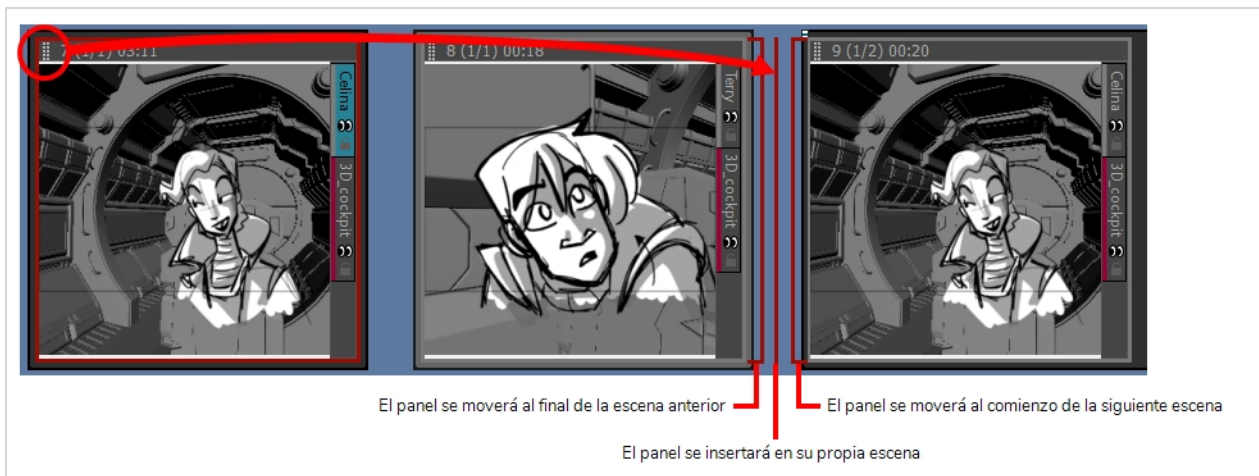 7 (1/1) 03:11
8 (1/1) 00:18
9 (1/2) 00:20
Celina
3D_cockpit
Terry
3D_cockpit
Celina
3D_cockpit
El panel se moverá al final de la escena anterior
El panel se moverá al comienzo de la siguiente escena
El panel se insertará en su propia escena